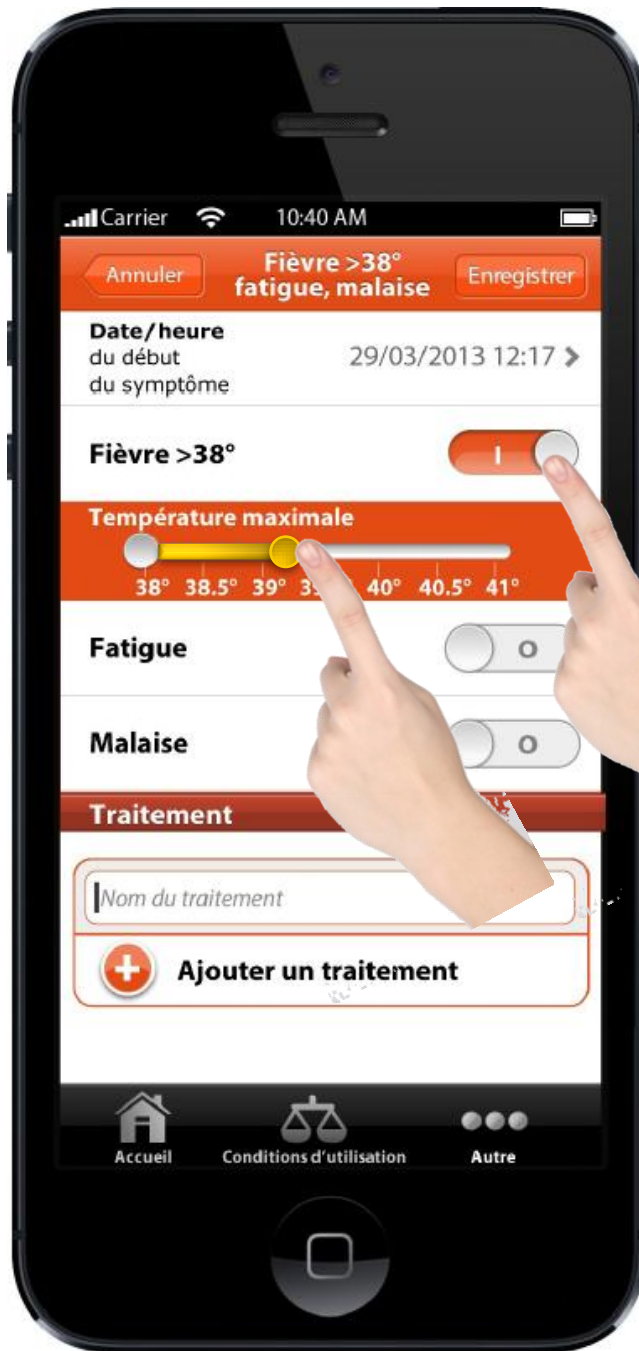 Carrier 10:40 AM
Annuler
Fièvre >38°
fatigue, malaise
Enregistrer
Date/heure
du début
du symptôme
29/03/2013 12:17 >
Fièvre >38°
I
Température maximale
38° 38.5° 39° 40° 40.5° 41°
Fatigue
O
Malaise
O
Traitement
Nom du traitement
+ Ajouter un traitement
Accueil Conditions d'utilisation Autre